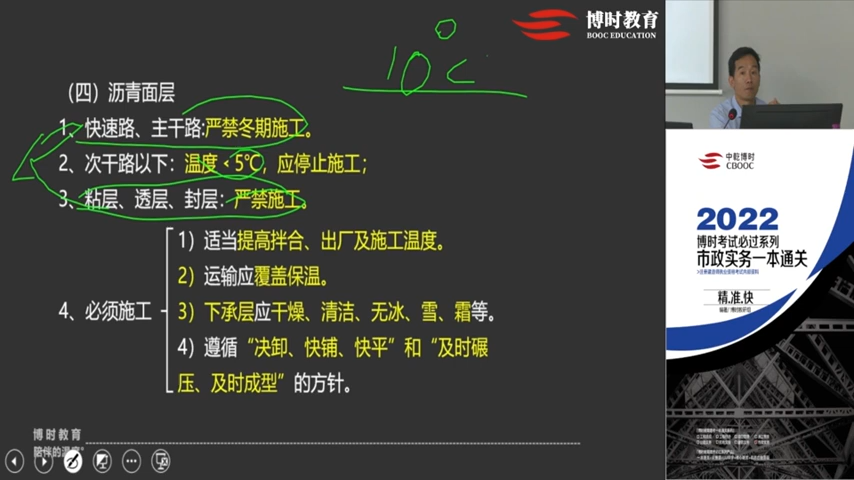 博时教育
BOOC EDUCATION
10℃
（四）沥青面层
1、快速路、主干路:严禁冬期施工。
2、次干路以下：温度＜5℃，应停止施工；
3、粘层、透层、封层：严禁施工。
4、必须施工
1）适当提高拌合、出厂及施工温度。
2）运输应覆盖保温。
3）下承层应干燥、清洁、无冰、雪、霜等。
4）遵循“决卸、快铺、快平”和“及时碾
压、及时成型”的方针。
博时教育
陪伴的温度
中乾博时
CBOOC
2022
博时考试必过系列
市政实务一本通关
精,准,快